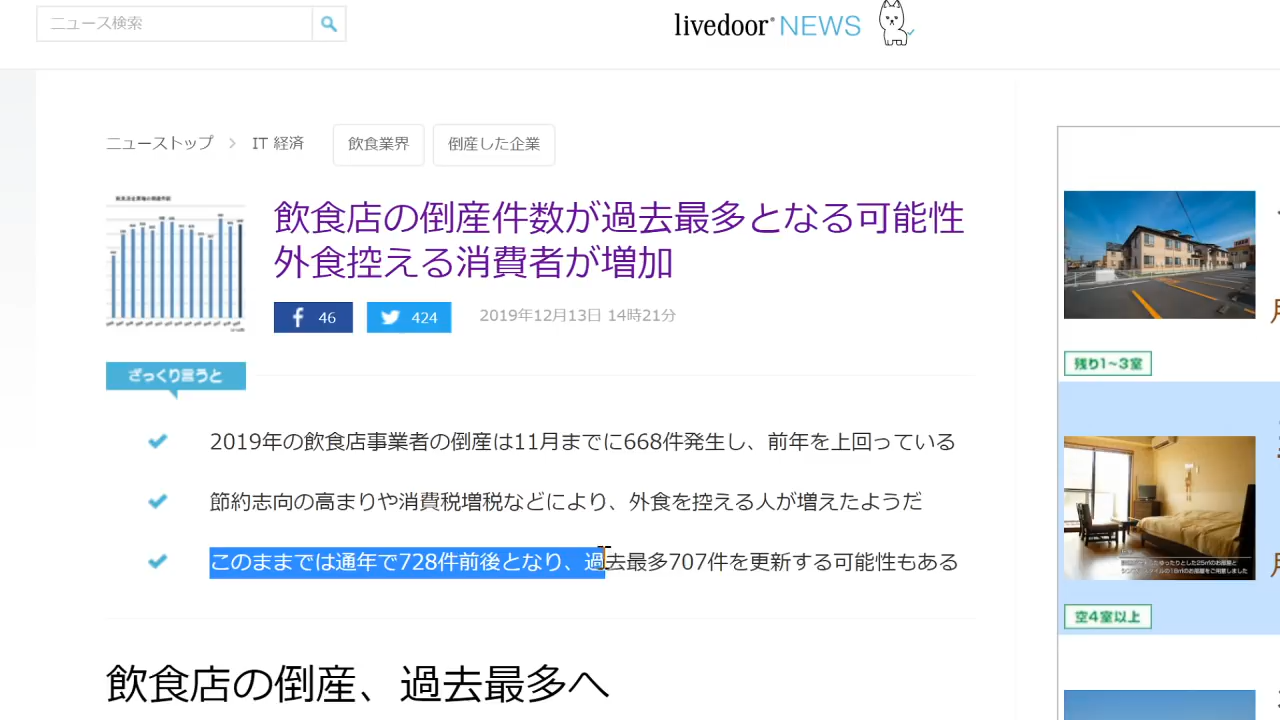 ニュース検索
livedoor NEWS
ニューストップ
IT 経済
飲食業界
倒産した企業
飲食店の倒産件数が過去最多となる可能性
外食控える消費者が増加
46
424
2019年12月13日 14時21分
ざっくり言うと
2019年の飲食店事業者の倒産は11月までに668件発生し、前年を上回っている
節約志向の高まりや消費税増税などにより、外食を控える人が増えたようだ
このままでは通年で728件前後となり、過去最多707件を更新する可能性もある
飲食店の倒産、過去最多へ
残り1~3室
空4室以上